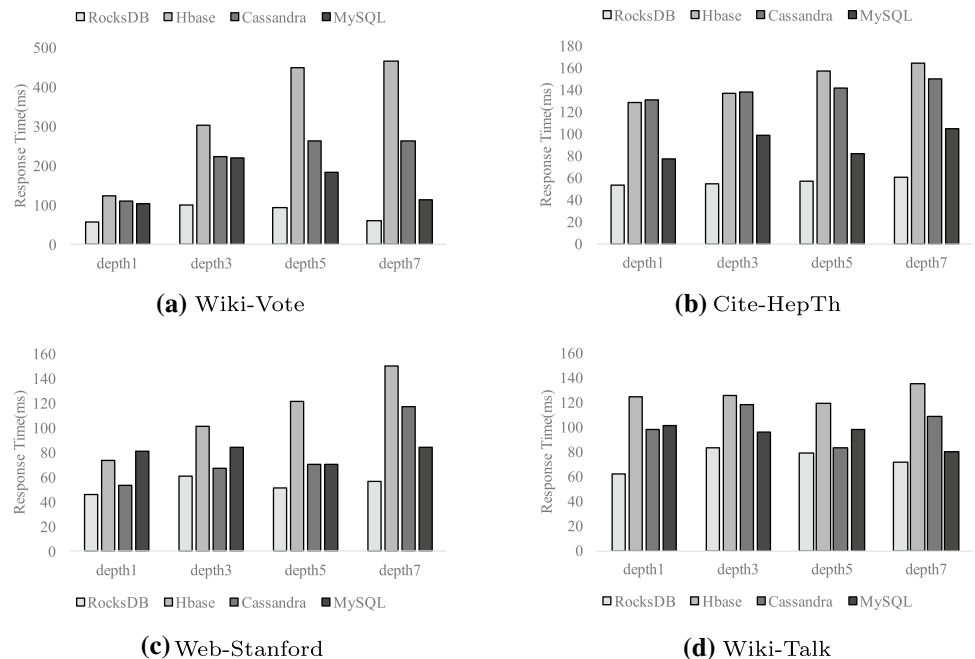 RocksDB Hbase Cassandra MySQL
Response Time(ms)
500
400
300
200
100
0
depth1 depth3 depth5 depth7
(a) Wiki-Vote
RocksDB Hbase Cassandra MySQL
Response Time(ms)
180
160
140
120
100
80
60
40
20
0
depth1 depth3 depth5 depth7
(b) Cite-HepTh
Response Time(ms)
160
140
120
100
80
60
40
20
0
depth1 depth3 depth5 depth7
RocksDB Hbase Cassandra MySQL
(c) Web-Stanford
Response Time(ms)
160
140
120
100
80
60
40
20
0
depth1 depth3 depth5 depth7
RocksDB Hbase Cassandra MySQL
(d) Wiki-Talk